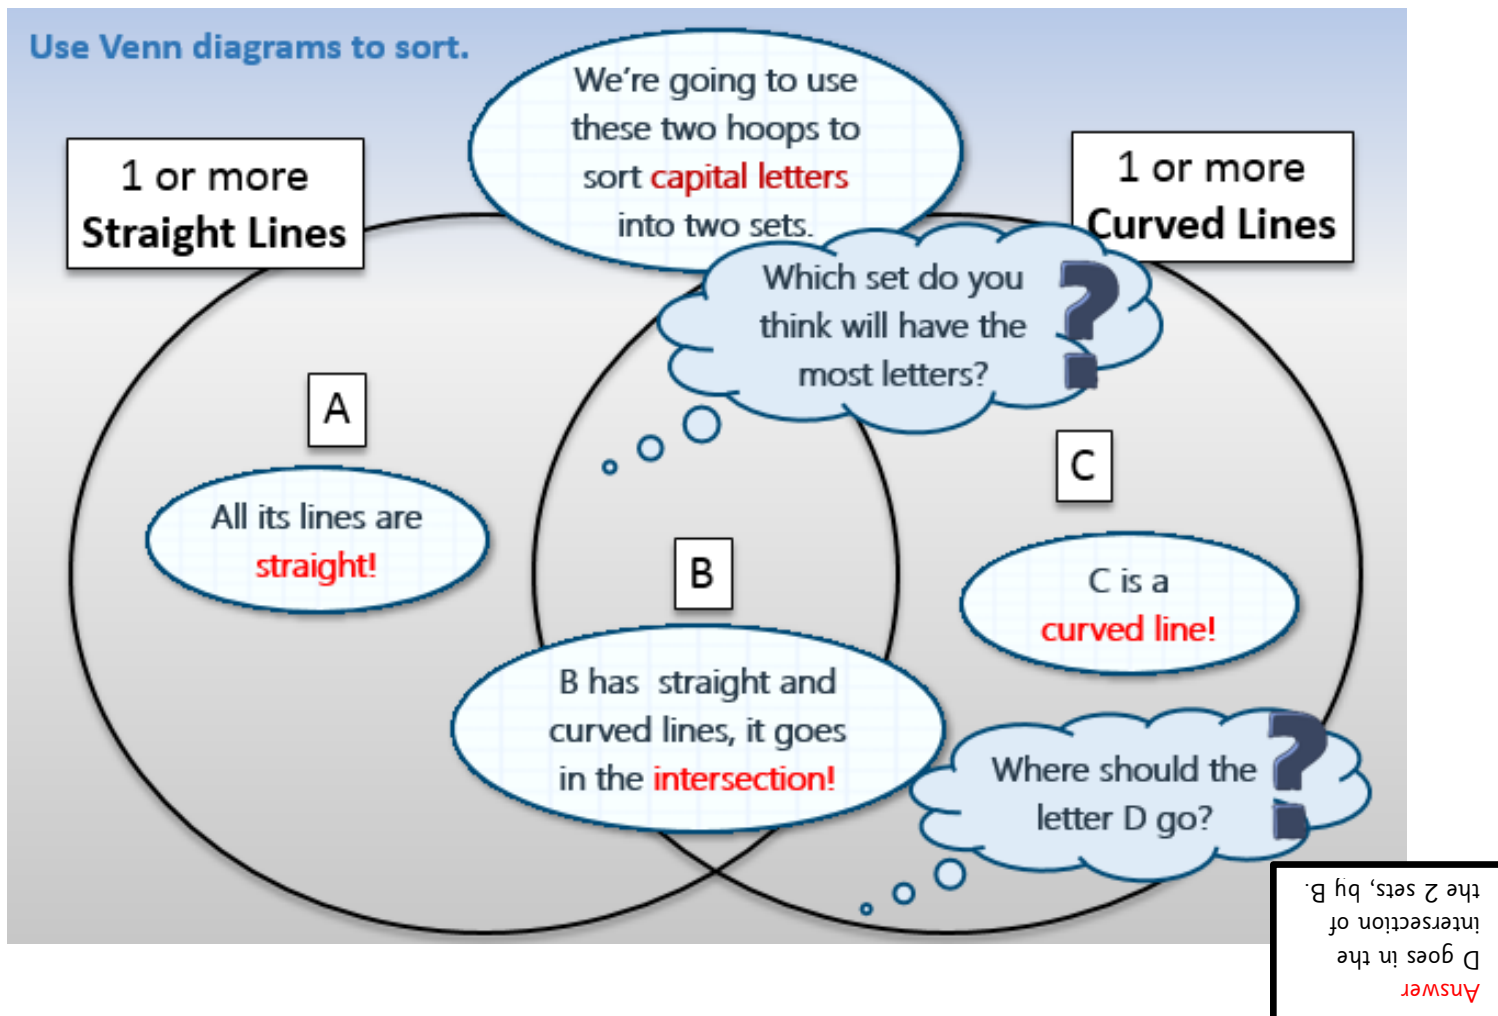 Use Venn diagrams to sort.
We're going to use
these two hoops to
sort capital letters
into two sets.
1 or more
Straight Lines
1 or more
Curved Lines
Which set do you
think will have the
most letters?
?
A
All its lines are
straight!
C
C is a
curved line!
B
B has straight and
curved lines, it goes
in the intersection!
Where should the
letter D go?
?
Answer
D goes in the
intersection of
the 2 sets, by B.